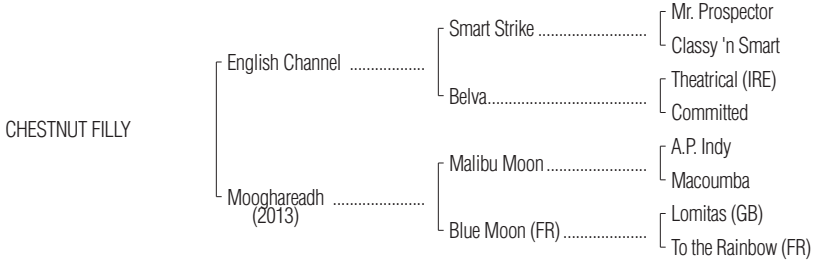 Mr. Prospector
Smart Strike ..........................
Classy 'n Smart
English Channel ..................
Theatrical (IRE)
Belva......................................
Committed
CHESTNUT FILLY
A.P. Indy
Malibu Moon ........................
Macoumba
Mooghareadh ......................
(2013)
Lomitas (GB)
Blue Moon (FR) ....................
To the Rainbow (FR)